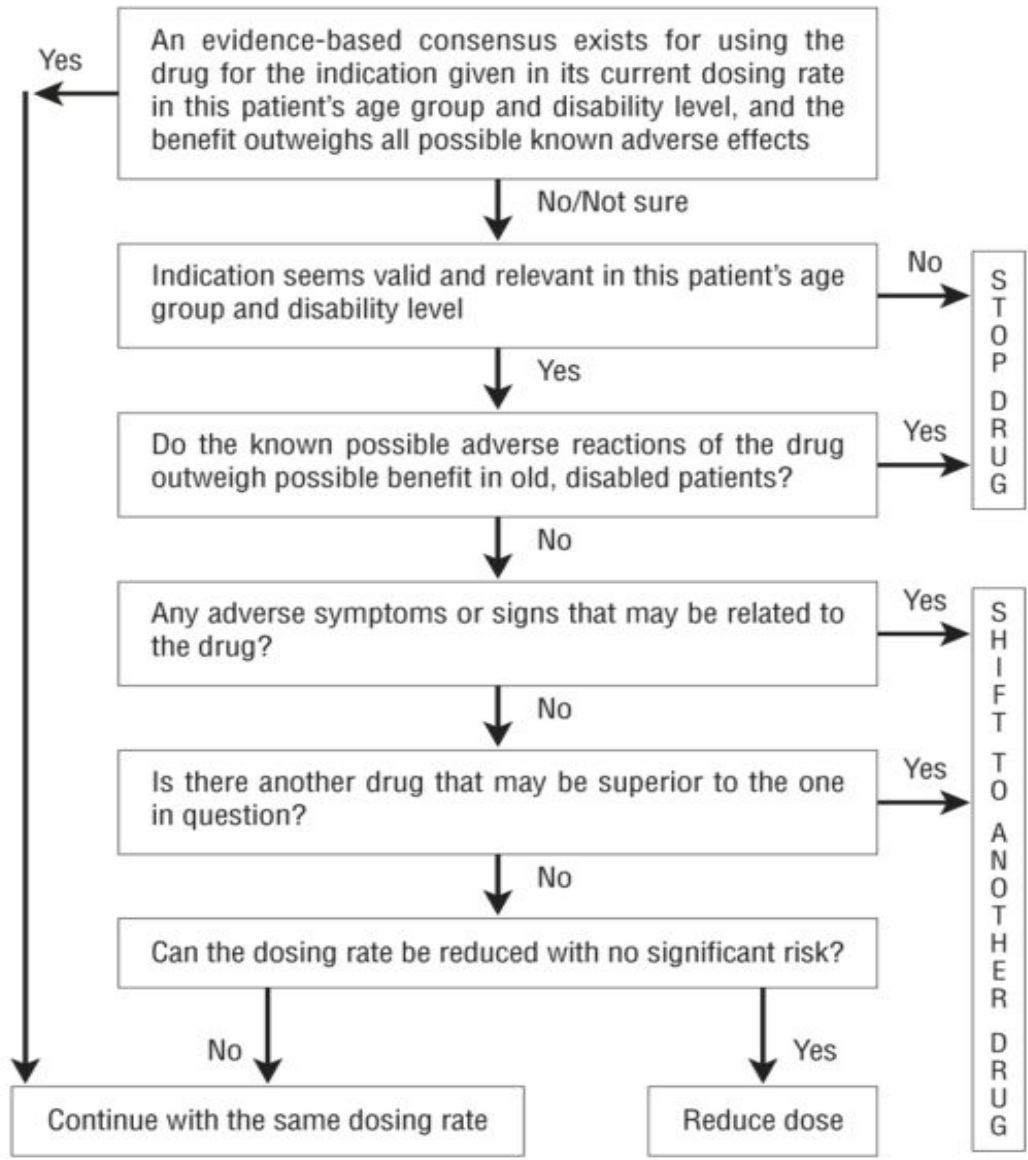 An evidence-based consensus exists for using the
drug for the indication given in its current dosing rate
in this patient's age group and disability level, and the
benefit outweighs all possible known adverse effects
Yes
No/Not sure
Indication seems valid and relevant in this patient's age
group and disability level
No
Yes
Do the known possible adverse reactions of the drug
outweigh possible benefit in old, disabled patients?
Yes
STOP DRUG
No
Any adverse symptoms or signs that may be related to
the drug?
Yes
No
Is there another drug that may be superior to the one
in question?
Yes
SHIFT TO ANOTHER DRUG
No
Can the dosing rate be reduced with no significant risk?
No
Yes
Continue with the same dosing rate
Reduce dose